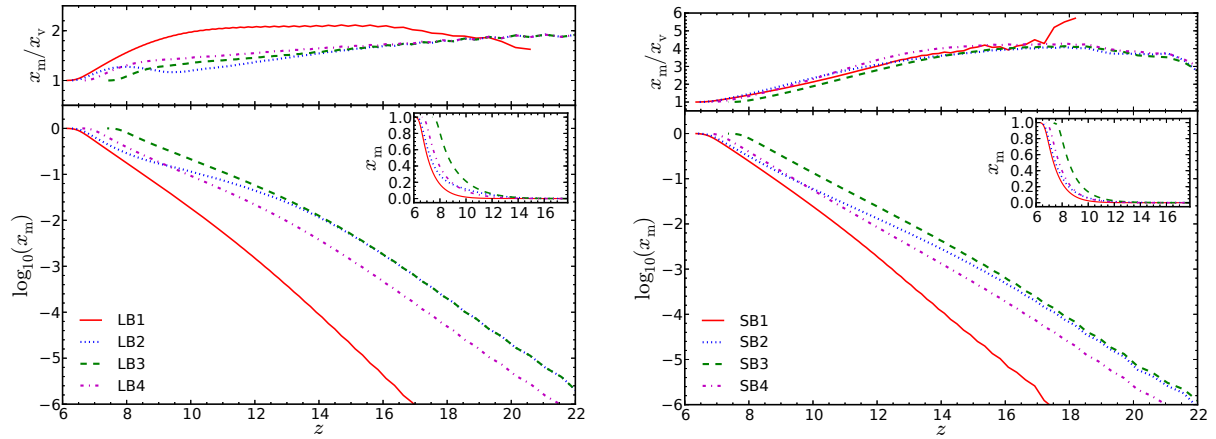 x_m/x_v
2
1
log_10(x_m)
0
−1
−2
−3
−4
−5
−6
x_m
1.0
0.8
0.6
0.4
0.2
0.0
6 8 10 12 14 16
LB1
LB2
LB3
LB4
6 8 10 12 14 16 18 20 22
z
x_m/x_v
6
5
4
3
2
1
log_10(x_m)
0
−1
−2
−3
−4
−5
−6
x_m
1.0
0.8
0.6
0.4
0.2
0.0
6 8 10 12 14 16
SB1
SB2
SB3
SB4
6 8 10 12 14 16 18 20 22
z